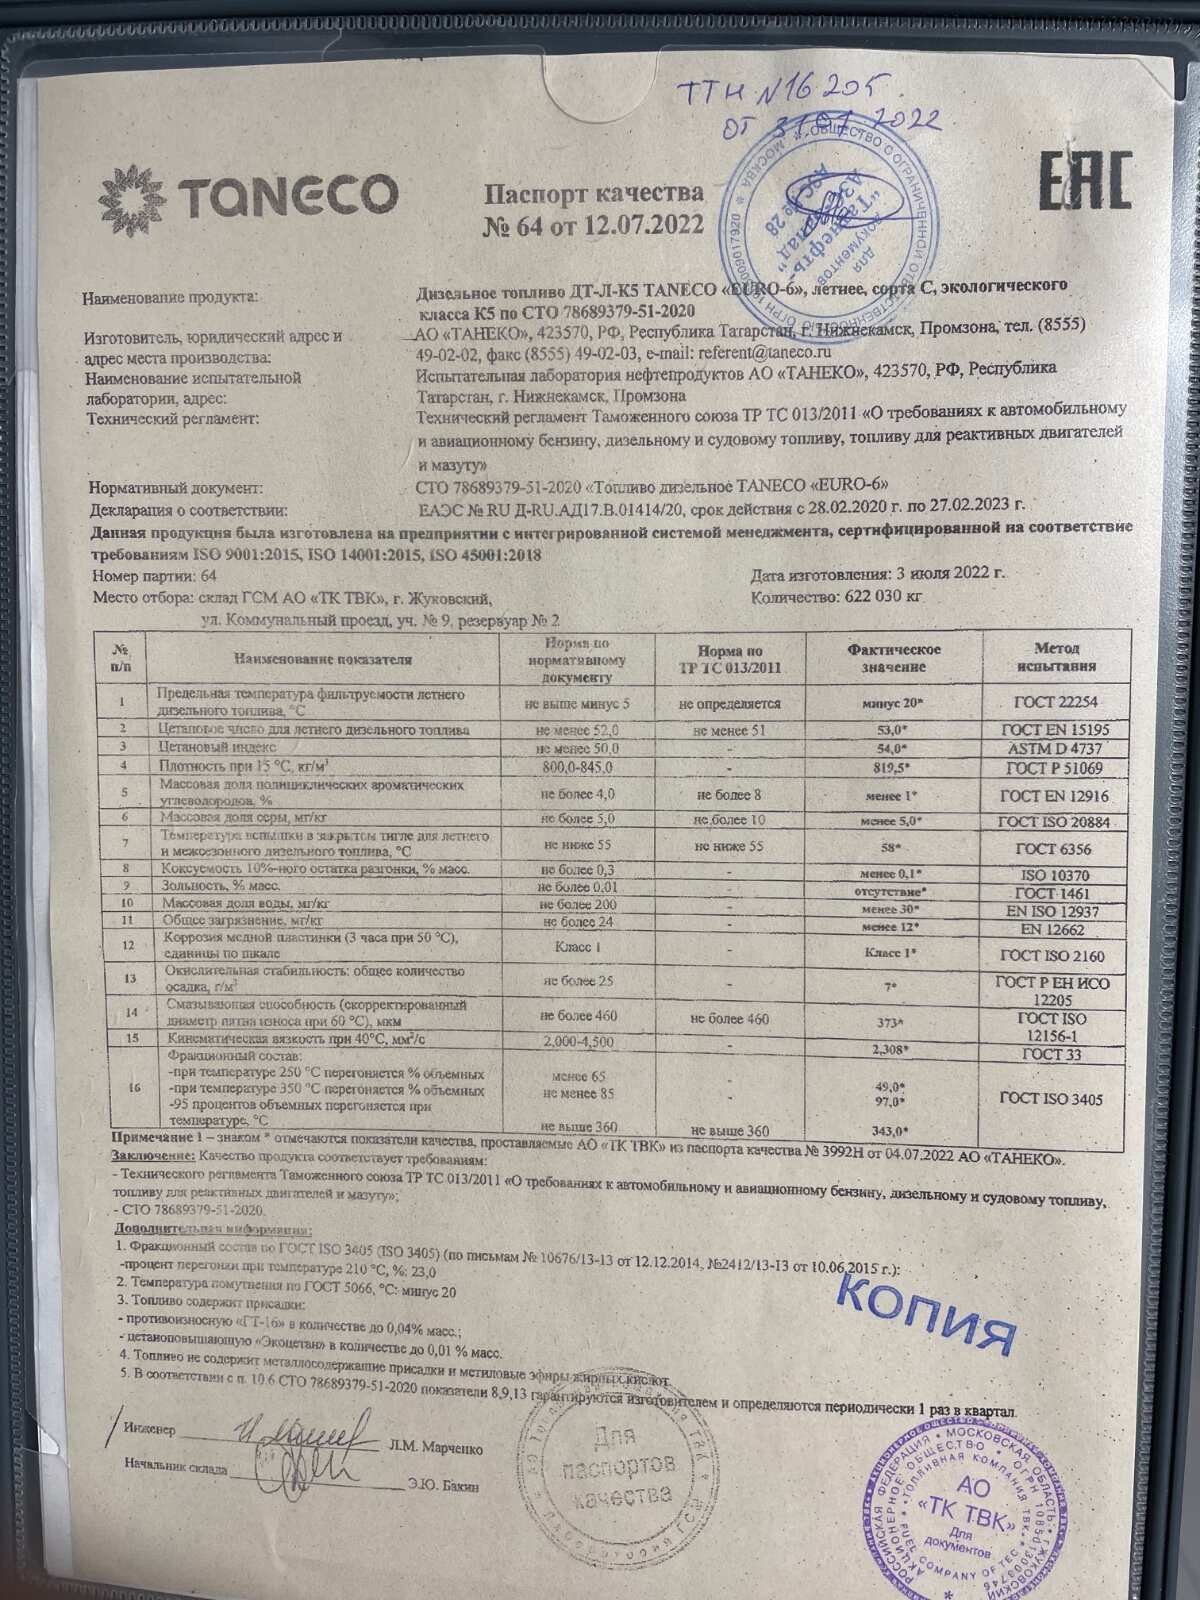 ТТН №16205.
от 31.07 2022
TANECO
Паспорт качества
№ 64 от 12.07.2022
EAC
ОБЩЕСТВО С ОГРАНИЧЕННОЙ ОТВЕТСТВЕННОСТЬЮ * МОСКВА *
Для документов
"Татнефть-АЗС-Запад"
АЗС № 28
Наименование продукта: Дизельное топливо ДТ-Л-К5 TANECO «EURO-6», летнее, сорта С, экологического
класса К5 по СТО 78689379-51-2020
Изготовитель, юридический адрес и АО «ТАНЕКО», 423570, РФ, Республика Татарстан, г. Нижнекамск, Промзона, тел. (8555)
адрес места производства: 49-02-02, факс (8555) 49-02-03, e-mail: referent@taneco.ru
Наименование испытательной Испытательная лаборатория нефтепродуктов АО «ТАНЕКО», 423570, РФ, Республика
лаборатории, адрес: Татарстан, г. Нижнекамск, Промзона
Технический регламент: Технический регламент Таможенного союза ТР ТС 013/2011 «О требованиях к автомобильному
и авиационному бензину, дизельному и судовому топливу, топливу для реактивных двигателей
и мазуту»
Нормативный документ: СТО 78689379-51-2020 «Топливо дизельное TANECO «EURO-6»
Декларация о соответствии: ЕАЭС № RU Д-RU.АД17.В.01414/20, срок действия с 28.02.2020 г. по 27.02.2023 г.
Данная продукция была изготовлена на предприятии с интегрированной системой менеджмента, сертифицированной на соответствие
требованиям ISO 9001:2015, ISO 14001:2015, ISO 45001:2018
Номер партии: 64 Дата изготовления: 3 июля 2022 г.
Место отбора: склад ГСМ АО «ТК ТВК», г. Жуковский, Количество: 622 030 кг
ул. Коммунальный проезд, уч. № 9, резервуар № 2
№ п/п Наименование показателя Норма по нормативному документу Норма по ТР ТС 013/2011 Фактическое значение Метод испытания
1 Предельная температура фильтруемости летнего дизельного топлива, °С не выше минус 5 не определяется минус 20* ГОСТ 22254
2 Цетановое число для летнего дизельного топлива не менее 52,0 не менее 51 53,0* ГОСТ EN 15195
3 Цетановый индекс не менее 50,0 - 54,0* ASTM D 4737
4 Плотность при 15 °С, кг/м³ 800,0-845,0 - 819,5* ГОСТ Р 51069
5 Массовая доля полициклических ароматических углеводородов, % не более 4,0 не более 8 менее 1* ГОСТ EN 12916
6 Массовая доля серы, мг/кг не более 5,0 не более 10 менее 5,0* ГОСТ ISO 20884
7 Температура вспышки в закрытом тигле для летнего и межсезонного дизельного топлива, °С не ниже 55 не ниже 55 58* ГОСТ 6356
8 Коксуемость 10%-ного остатка разгонки, % масс. не более 0,3 - менее 0,1* ISO 10370
9 Зольность, % масс. не более 0,01 - отсутствие* ГОСТ 1461
10 Массовая доля воды, мг/кг не более 200 - менее 30* EN ISO 12937
11 Общее загрязнение, мг/кг не более 24 - менее 12* EN 12662
12 Коррозия медной пластинки (3 часа при 50 °С), единицы по шкале Класс 1 - Класс 1* ГОСТ ISO 2160
13 Окислительная стабильность: общее количество осадка, г/м³ не более 25 - 7* ГОСТ Р ЕН ИСО 12205
14 Смазывающая способность (скорректированный диаметр пятна износа при 60 °С), мкм не более 460 не более 460 373* ГОСТ ISO 12156-1
15 Кинематическая вязкость при 40°С, мм²/с 2,000-4,500 - 2,308* ГОСТ 33
16 Фракционный состав: ГОСТ ISO 3405
-при температуре 250 °С перегоняется % объемных менее 65 - 49,0*
-при температуре 350 °С перегоняется % объемных не менее 85 - 97,0*
-95 процентов объемных перегоняется при
температуре, °С не выше 360 не выше 360 343,0*
Примечание 1 – знаком * отмечаются показатели качества, проставляемые АО «ТК ТВК» из паспорта качества № 3992Н от 04.07.2022 АО «ТАНЕКО».
Заключение: Качество продукта соответствует требованиям:
- Технического регламента Таможенного союза ТР ТС 013/2011 «О требованиях к автомобильному и авиационному бензину, дизельному и судовому топливу,
топливу для реактивных двигателей и мазуту»;
- СТО 78689379-51-2020.
Дополнительная информация:
1. Фракционный состав по ГОСТ ISO 3405 (ISO 3405) (по письмам № 10676/13-13 от 12.12.2014, №2412/13-13 от 10.06.2015 г.):
-процент перегонки при температуре 210 °С, %: 23,0
2. Температура помутнения по ГОСТ 5066, °С: минус 20
3. Топливо содержит присадки:
- противоизносную «ГТ-16» в количестве до 0,04% масс.;
- цетаноповышающую «Экоцетан» в количестве до 0,01 % масс.
4. Топливо не содержит металлосодержащие присадки и метиловые эфиры жирных кислот
5. В соответствии с п. 10.6 СТО 78689379-51-2020 показатели 8,9,13 гарантируются изготовителем и определяются периодически 1 раз в квартал.
КОПИЯ
Инженер Л.М. Марченко
Начальник склада Э.Ю. Бакин
Для
паспортов
качества
АО
«ТК ТВК»
Для
документов